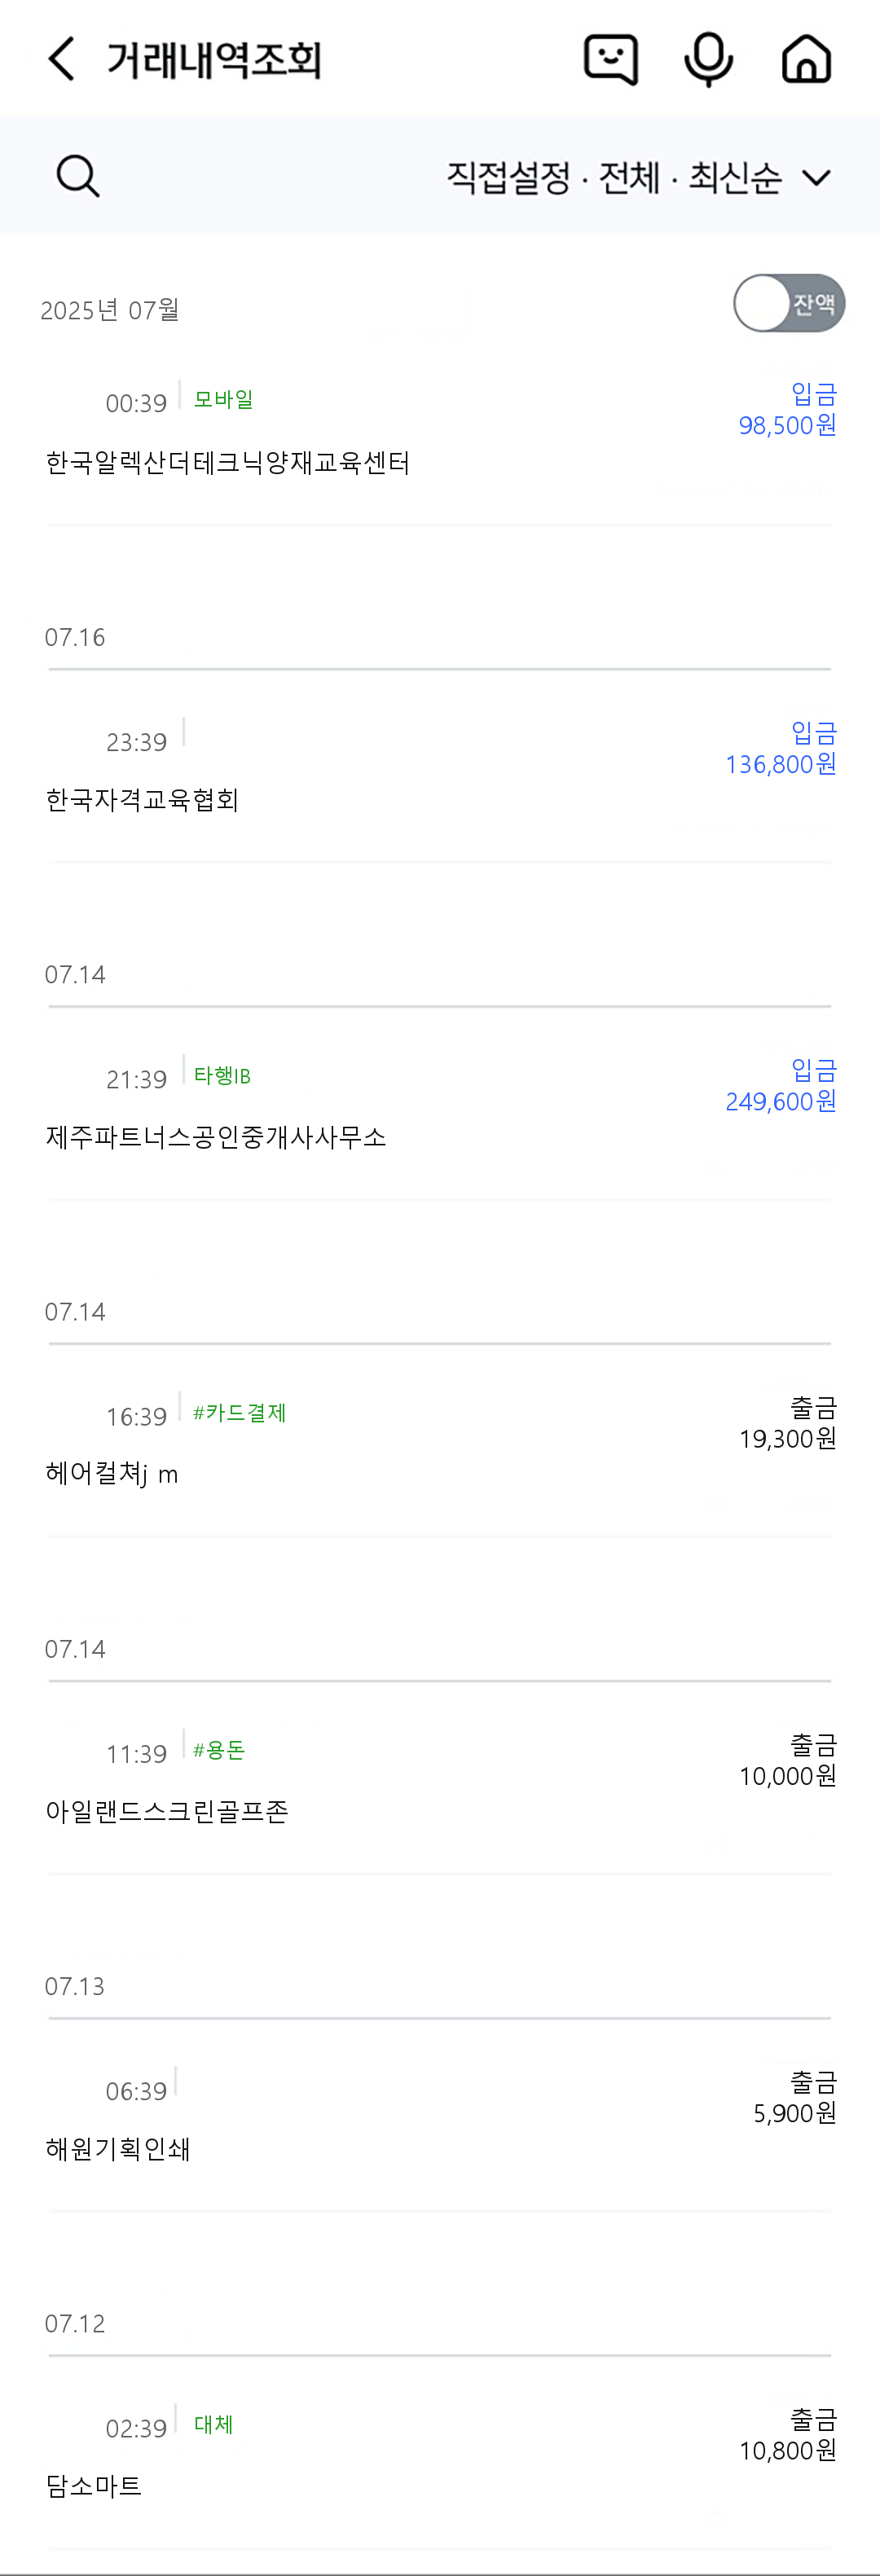 거래내역조회
직접설정 · 전체 · 최신순
2025년 07월
잔액
00:39 모바일
입금
98,500원
한국알렉산더테크닉양재교육센터
07.16
23:39
입금
136,800원
한국자격교육협회
07.14
21:39 타행IB
입금
249,600원
제주파트너스공인중개사사무소
07.14
16:39 #카드결제
출금
19,300원
헤어컬쳐j m
07.14
11:39 #용돈
출금
10,000원
아일랜드스크린골프존
07.13
06:39
출금
5,900원
해원기획인쇄
07.12
02:39 대체
출금
10,800원
담소마트